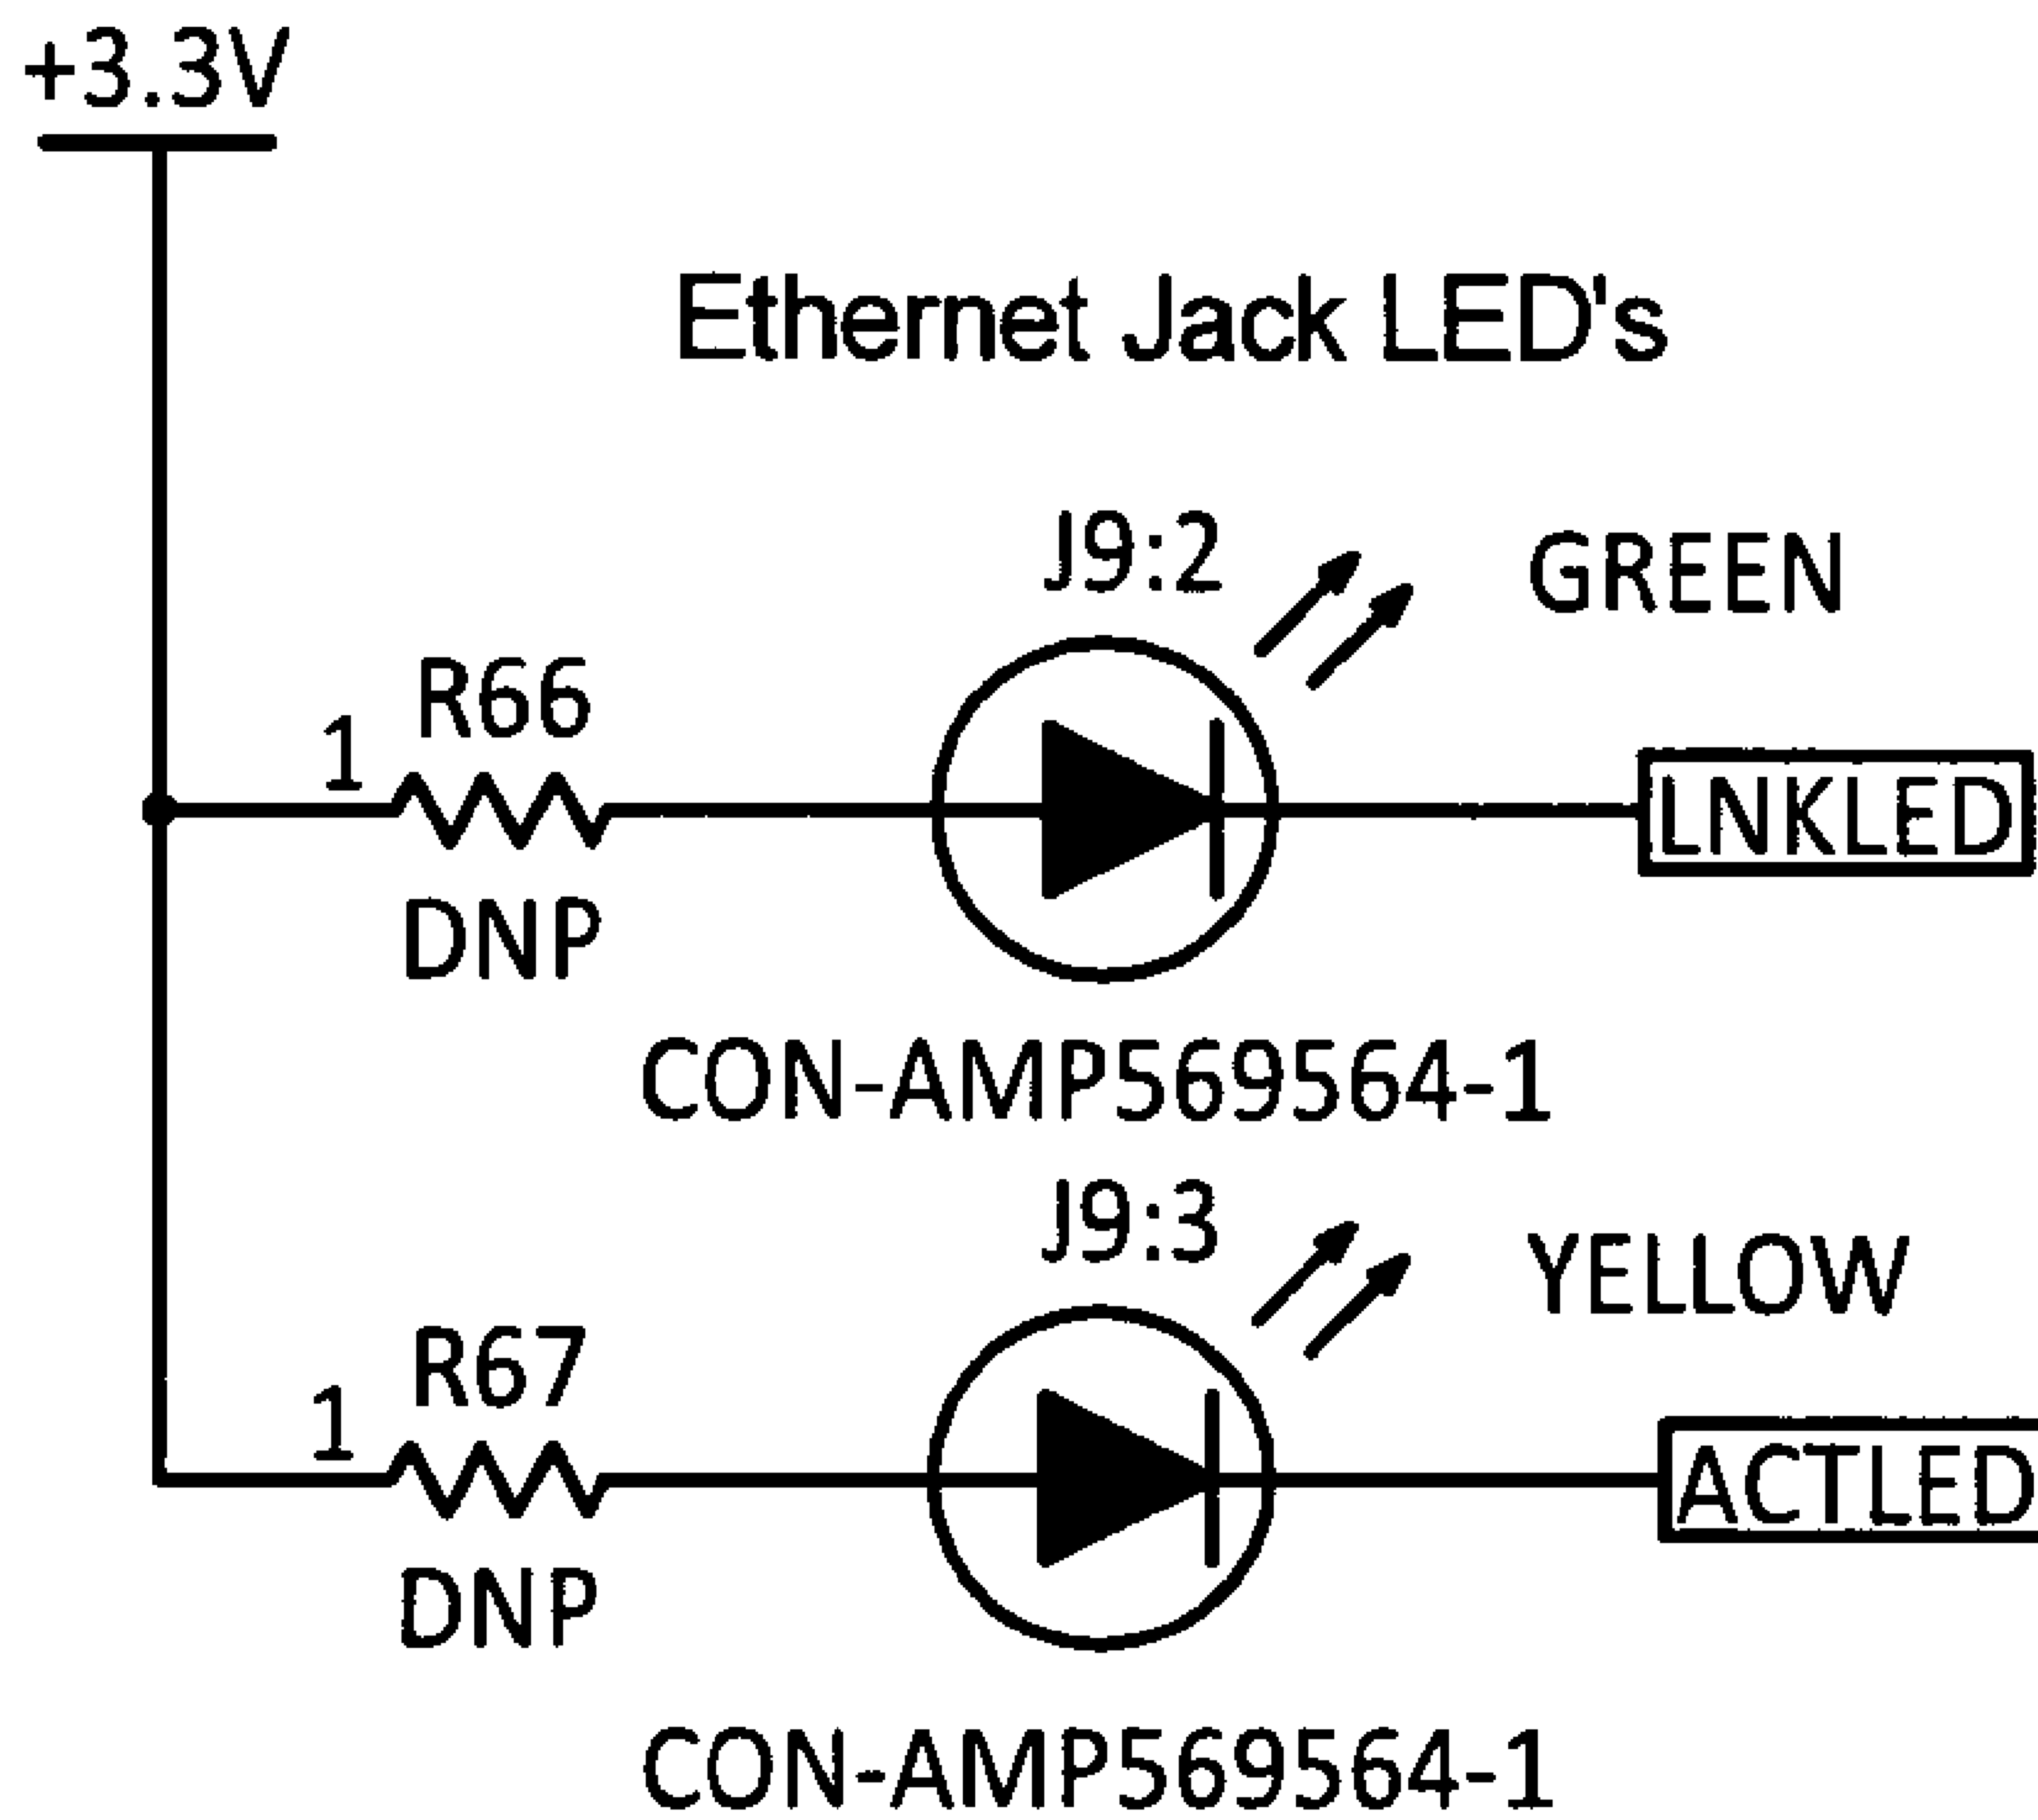 +3.3V
Ethernet Jack LED's
J9:2
GREEN
R66
1
LNKLED
DNP
CON-AMP569564-1
J9:3
YELLOW
R67
1
ACTLED
DNP
CON-AMP569564-1